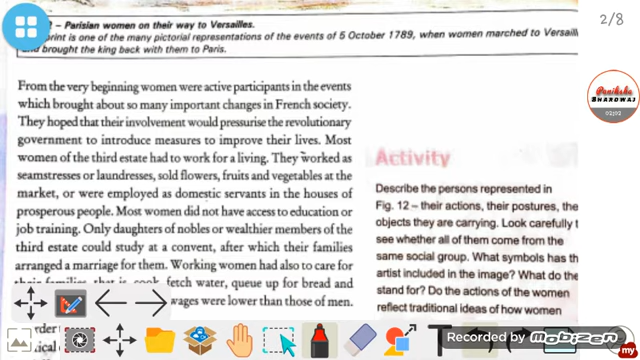 – Parisian women on their way to Versailles.
print is one of the many pictorial representations of the events of 5 October 1789, when women marched to Versaill
and brought the king back with them to Paris.
2/8
From the very beginning women were active participants in the events
which brought about so many important changes in French society.
They hoped that their involvement would pressurise the revolutionary
government to introduce measures to improve their lives. Most
women of the third estate had to work for a living. They worked as
seamstresses or laundresses, sold flowers, fruits and vegetables at the
market, or were employed as domestic servants in the houses of
prosperous people. Most women did not have access to education or
job training. Only daughters of nobles or wealthier members of the
third estate could study at a convent, after which their families
arranged a marriage for them. Working women had also to care for
their families, that is, cook, fetch water, queue up for bread and
wages were lower than those of men.
Activity
Describe the persons represented in
Fig. 12 – their actions, their postures, the
objects they are carrying. Look carefully t
see whether all of them come from the
same social group. What symbols has th
artist included in the image? What do the
stand for? Do the actions of the women
reflect traditional ideas of how women
Paniksha
BHARDWAJ
02/02
T
Recorded by
MOBIZEN
my